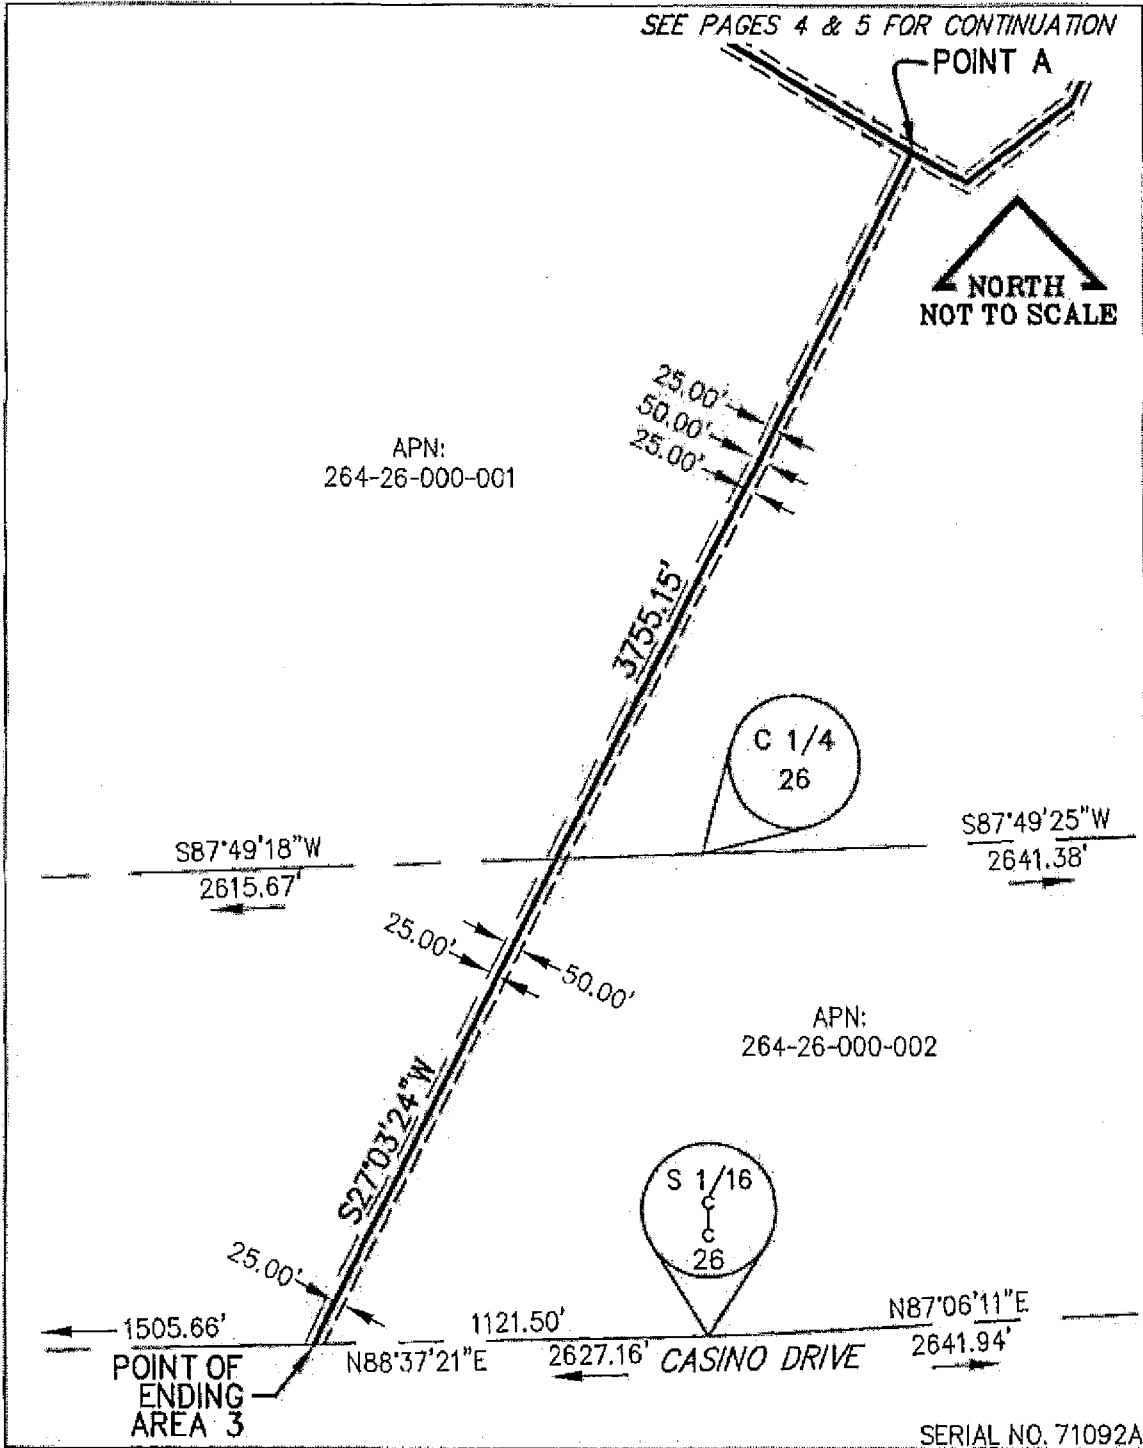 SEE PAGES 4 & 5 FOR CONTINUATION
POINT A
NORTH
NOT TO SCALE
25.00'
50.00'
25.00'
APN:
264-26-000-001
3755.15'
C 1/4
26
S87°49'18"W
2615.67'
S87°49'25"W
2641.38'
25.00'
50.00'
APN:
264-26-000-002
S27°03'24"W
S 1/16
C
C
26
25.00'
1505.66'
1121.50'
N87°06'11"E
N88°37'21"E
2627.16'
CASINO DRIVE
2641.94'
POINT OF
ENDING
AREA 3
SERIAL NO. 71092A